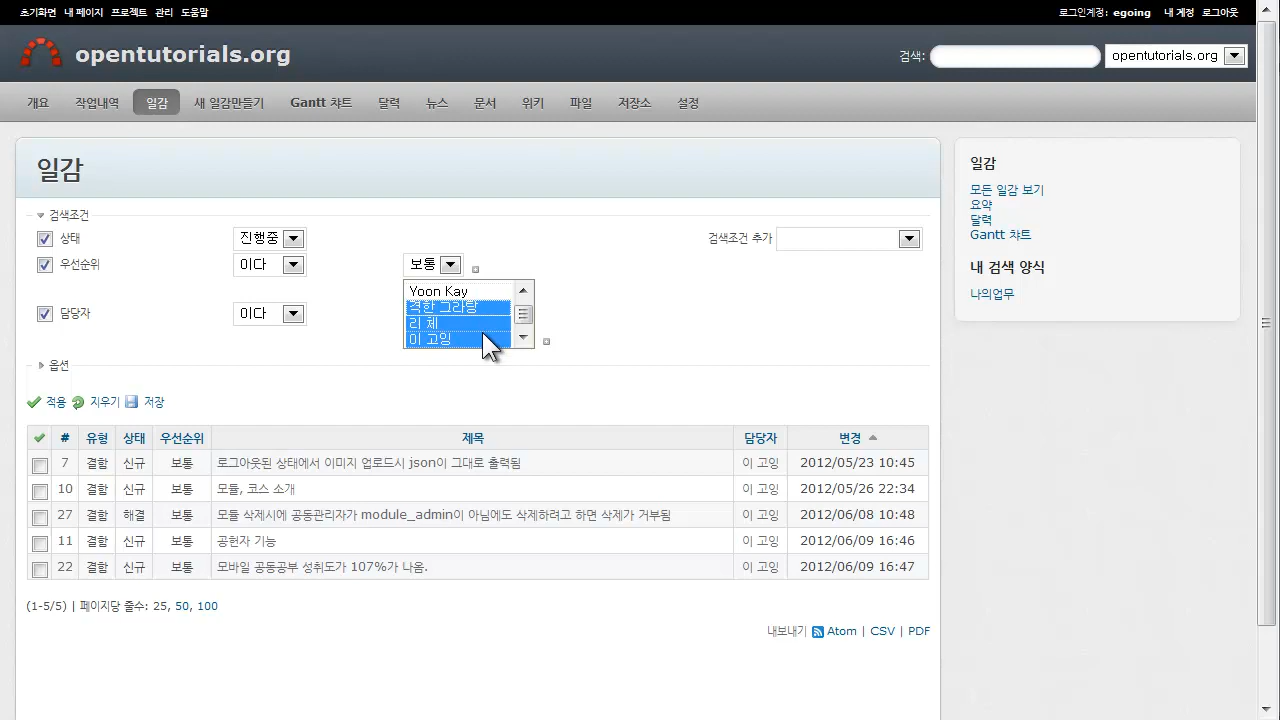 초기화면 내 페이지 프로젝트 관리 도움말
로그인계정: egoing 내 계정 로그아웃
opentutorials.org
검색:
opentutorials.org
개요 작업내역 일감 새 일감만들기 Gantt 챠트 달력 뉴스 문서 위키 파일 저장소 설정
일감
검색조건
상태 진행중
검색조건 추가
우선순위 이다 보통
담당자 이다
Yoon Kay
격한 그리팅
리 체
이 고잉
옵션
적용 지우기 저장
# 유형 상태 우선순위 제목 담당자 변경
7 결함 신규 보통 로그아웃된 상태에서 이미지 업로드시 json이 그대로 출력됨 이 고잉 2012/05/23 10:45
10 결함 신규 보통 모듈, 코스 소개 이 고잉 2012/05/26 22:34
27 결함 해결 보통 모듈 삭제시에 공동관리자가 module_admin이 아님에도 삭제하려고 하면 삭제가 거부됨 이 고잉 2012/06/08 10:48
11 결함 신규 보통 공헌자 기능 이 고잉 2012/06/09 16:46
22 결함 신규 보통 모바일 공동공부 성취도가 107%가 나옴. 이 고잉 2012/06/09 16:47
(1-5/5) | 페이지당 줄수: 25, 50, 100
내보내기 Atom | CSV | PDF
일감
모든 일감 보기
요약
달력
Gantt 챠트
내 검색 양식
나의업무